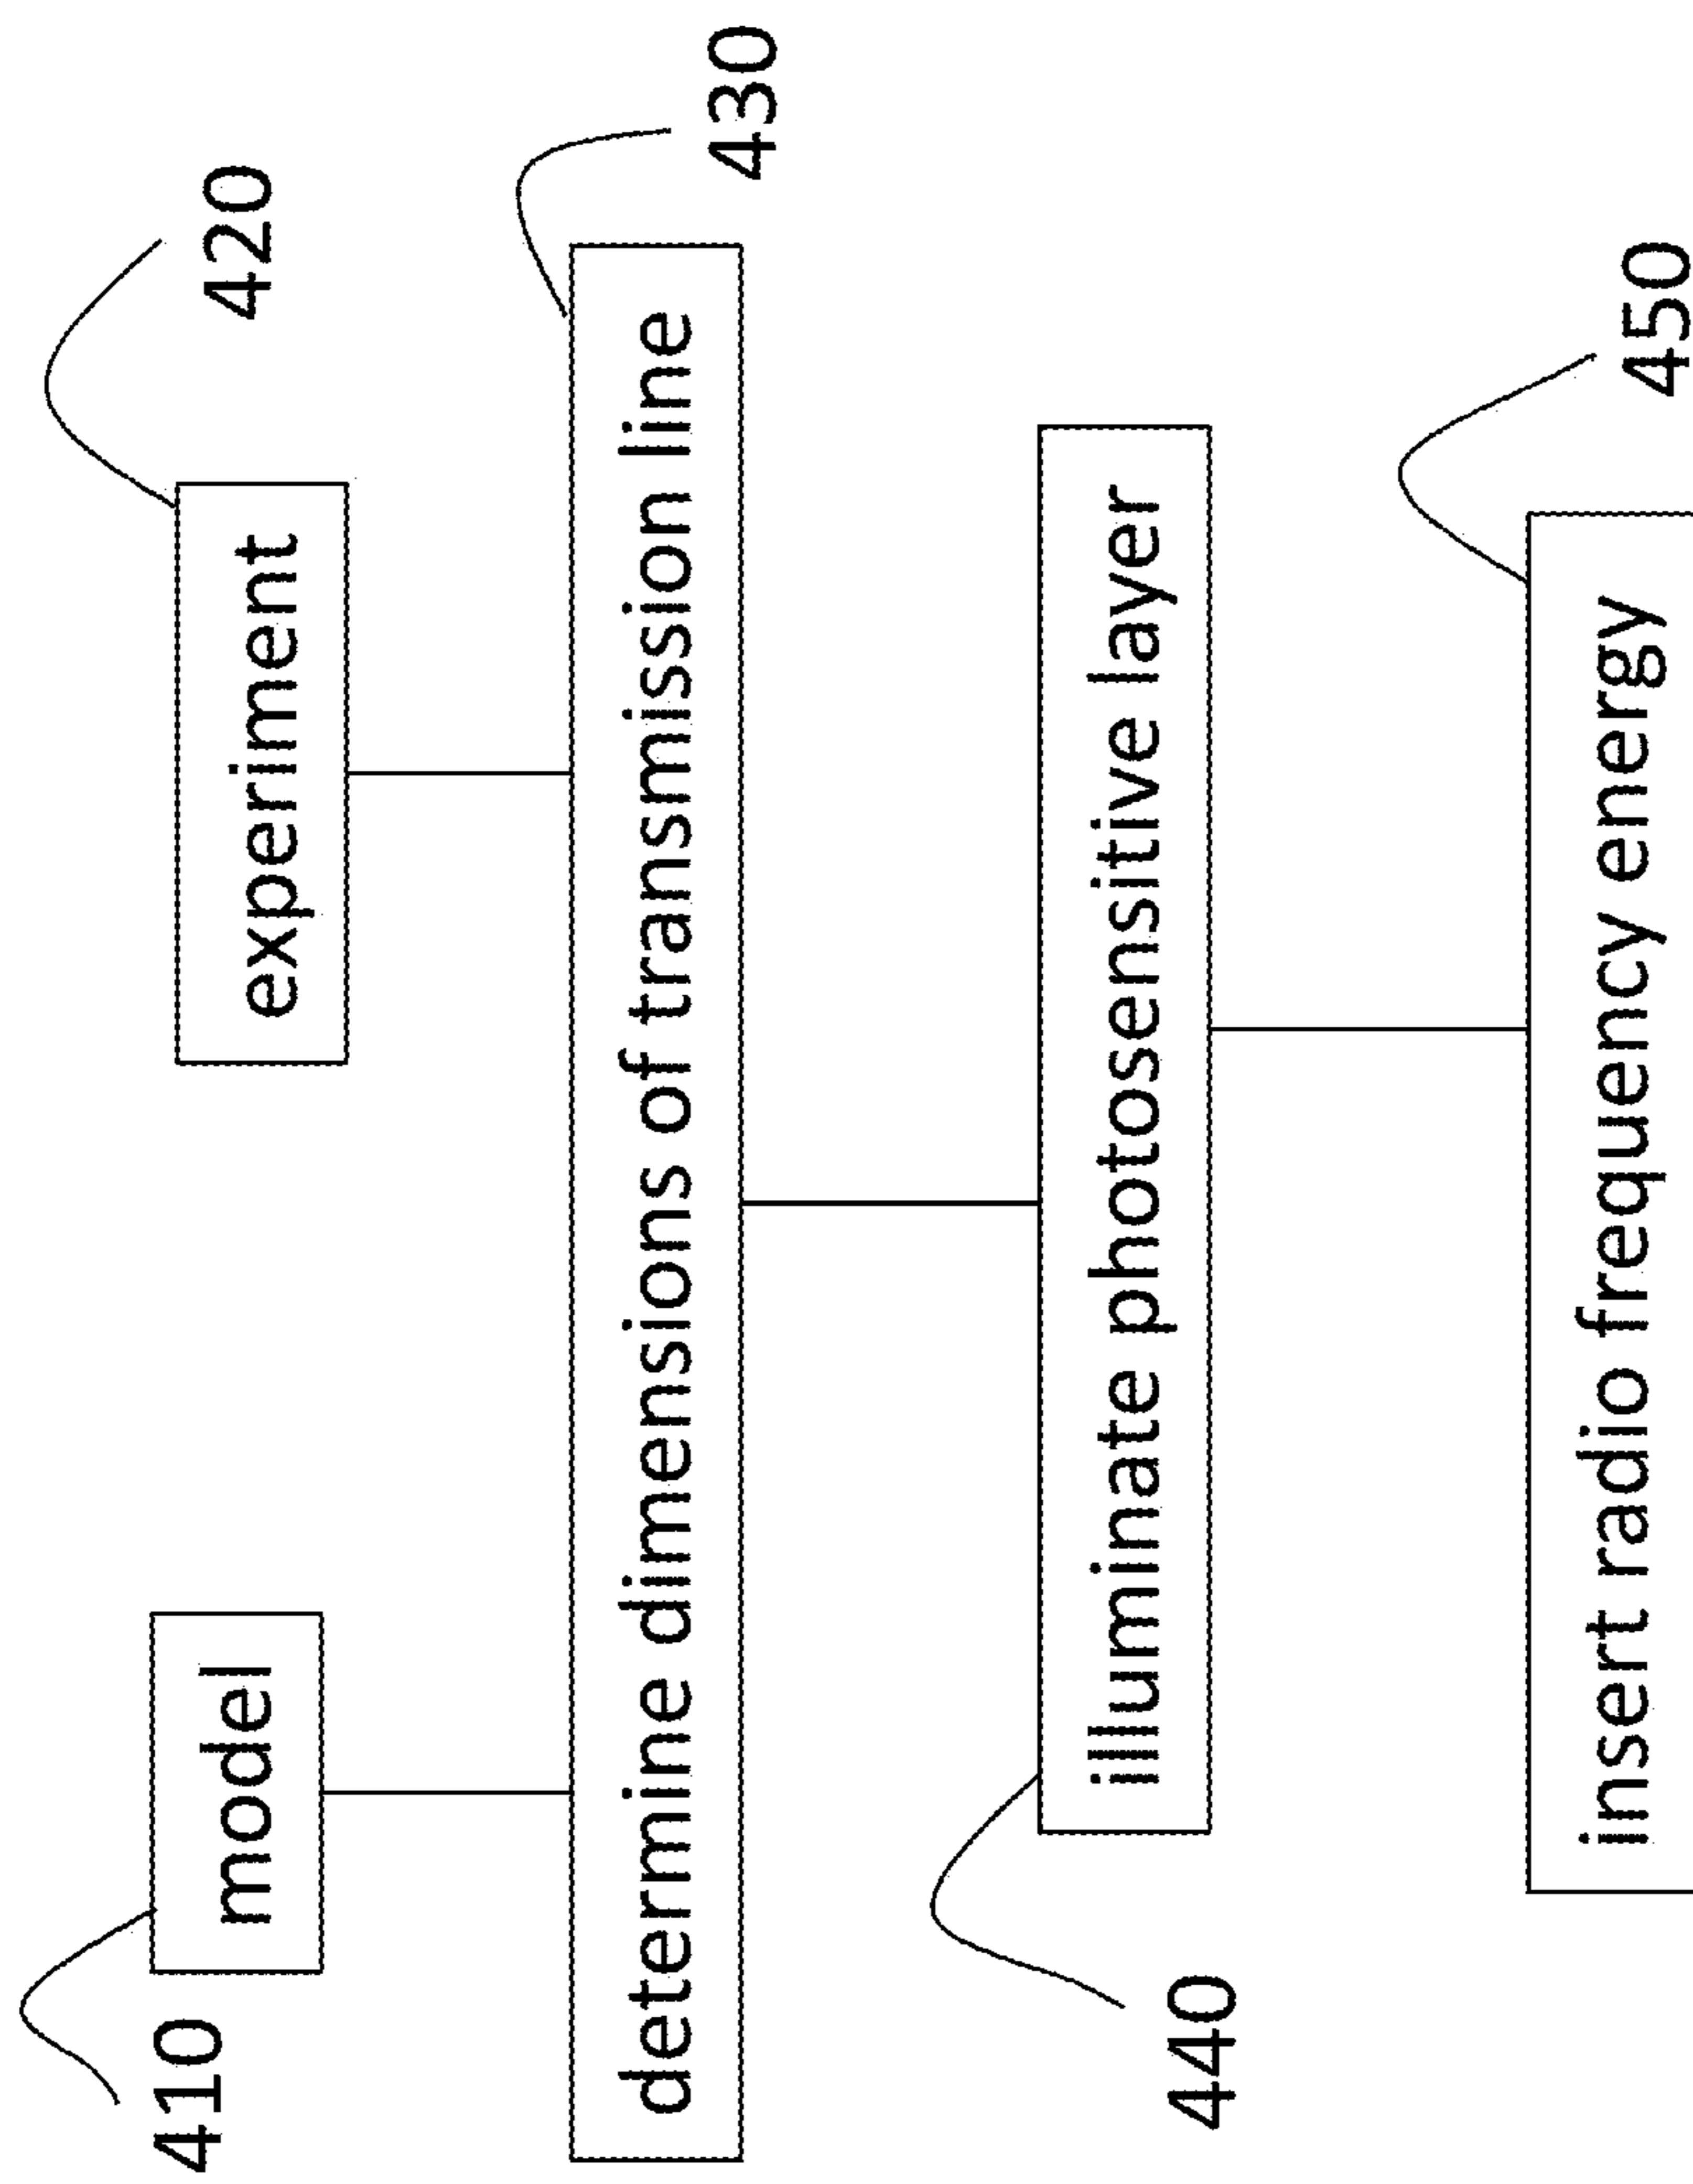 410
model
experiment
420
determine dimensions of transmission line
430
440
illuminate photosensitive layer
insert radio frequency energy
450